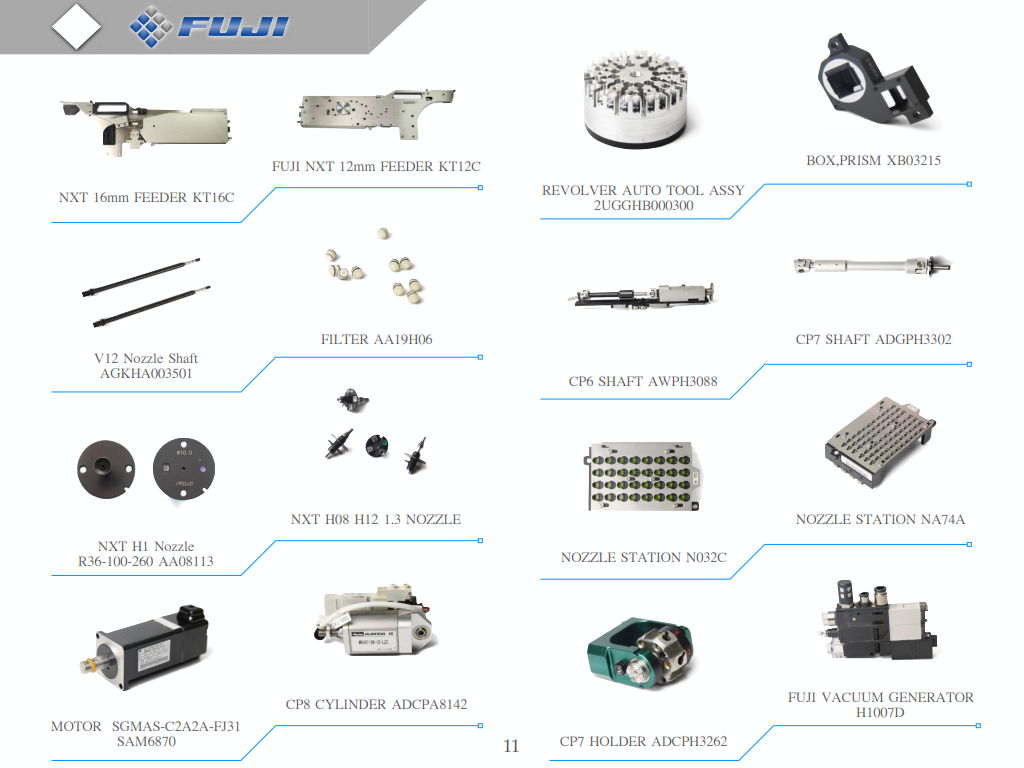 FUJI
FUJI NXT 12mm FEEDER KT12C
NXT 16mm FEEDER KT16C
V12 Nozzle Shaft
AGKHA003501
FILTER AA19H06
#10 0
FUJI
NXT H1 Nozzle
R36-100-260 AA08113
NXT H08 H12 1.3 NOZZLE
MOTOR SGMAS-C2A2A-FJ31
SAM6870
CP8 CYLINDER ADCPA8142
REVOLVER AUTO TOOL ASSY
2UGGHB000300
BOX,PRISM XB03215
CP6 SHAFT AWPH3088
CP7 SHAFT ADGPH3302
NOZZLE STATION N032C
NOZZLE STATION NA74A
CP7 HOLDER ADCPH3262
FUJI VACUUM GENERATOR
H1007D
11